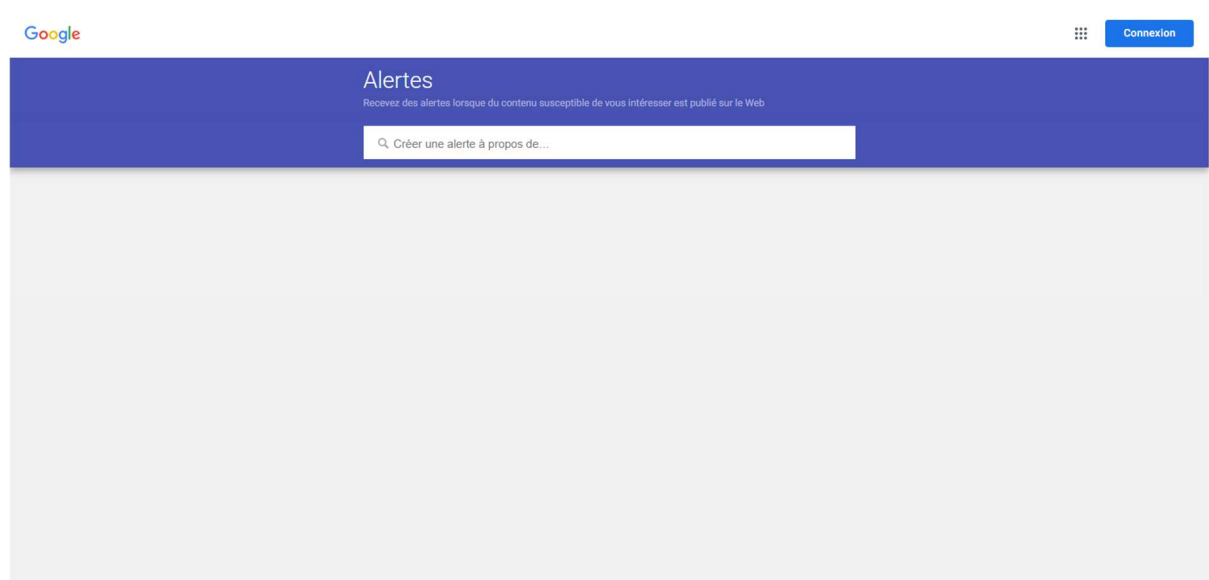 Google
Connexion
Alertes
Recevez des alertes lorsque du contenu susceptible de vous intéresser est publié sur le Web
Créer une alerte à propos de...